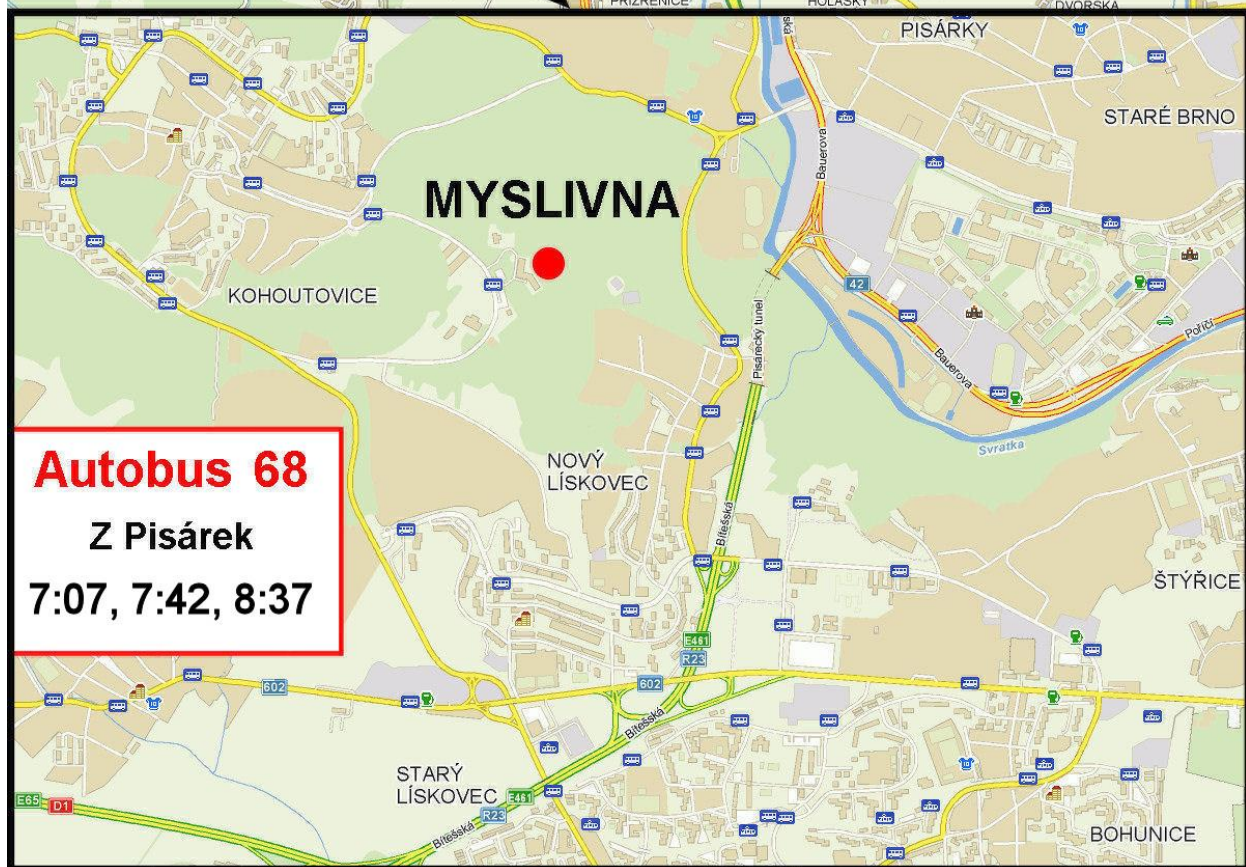 PŘÍZŘENICE
HOLÁSKY
DVORSKA
PISÁRKY
STARÉ BRNO
Bauerova
MYSLIVNA
KOHOUTOVICE
42
Pisárecký tunel
Bauerova
Poříčí
Svratka
Autobus 68
Z Pisárek
7:07, 7:42, 8:37
NOVÝ
LÍSKOVEC
Bítešská
ŠTÝŘICE
E461
R23
602
602
Bítešská
STARÝ
LÍSKOVEC
E65
D1
E461
R23
Bítešská
BOHUNICE